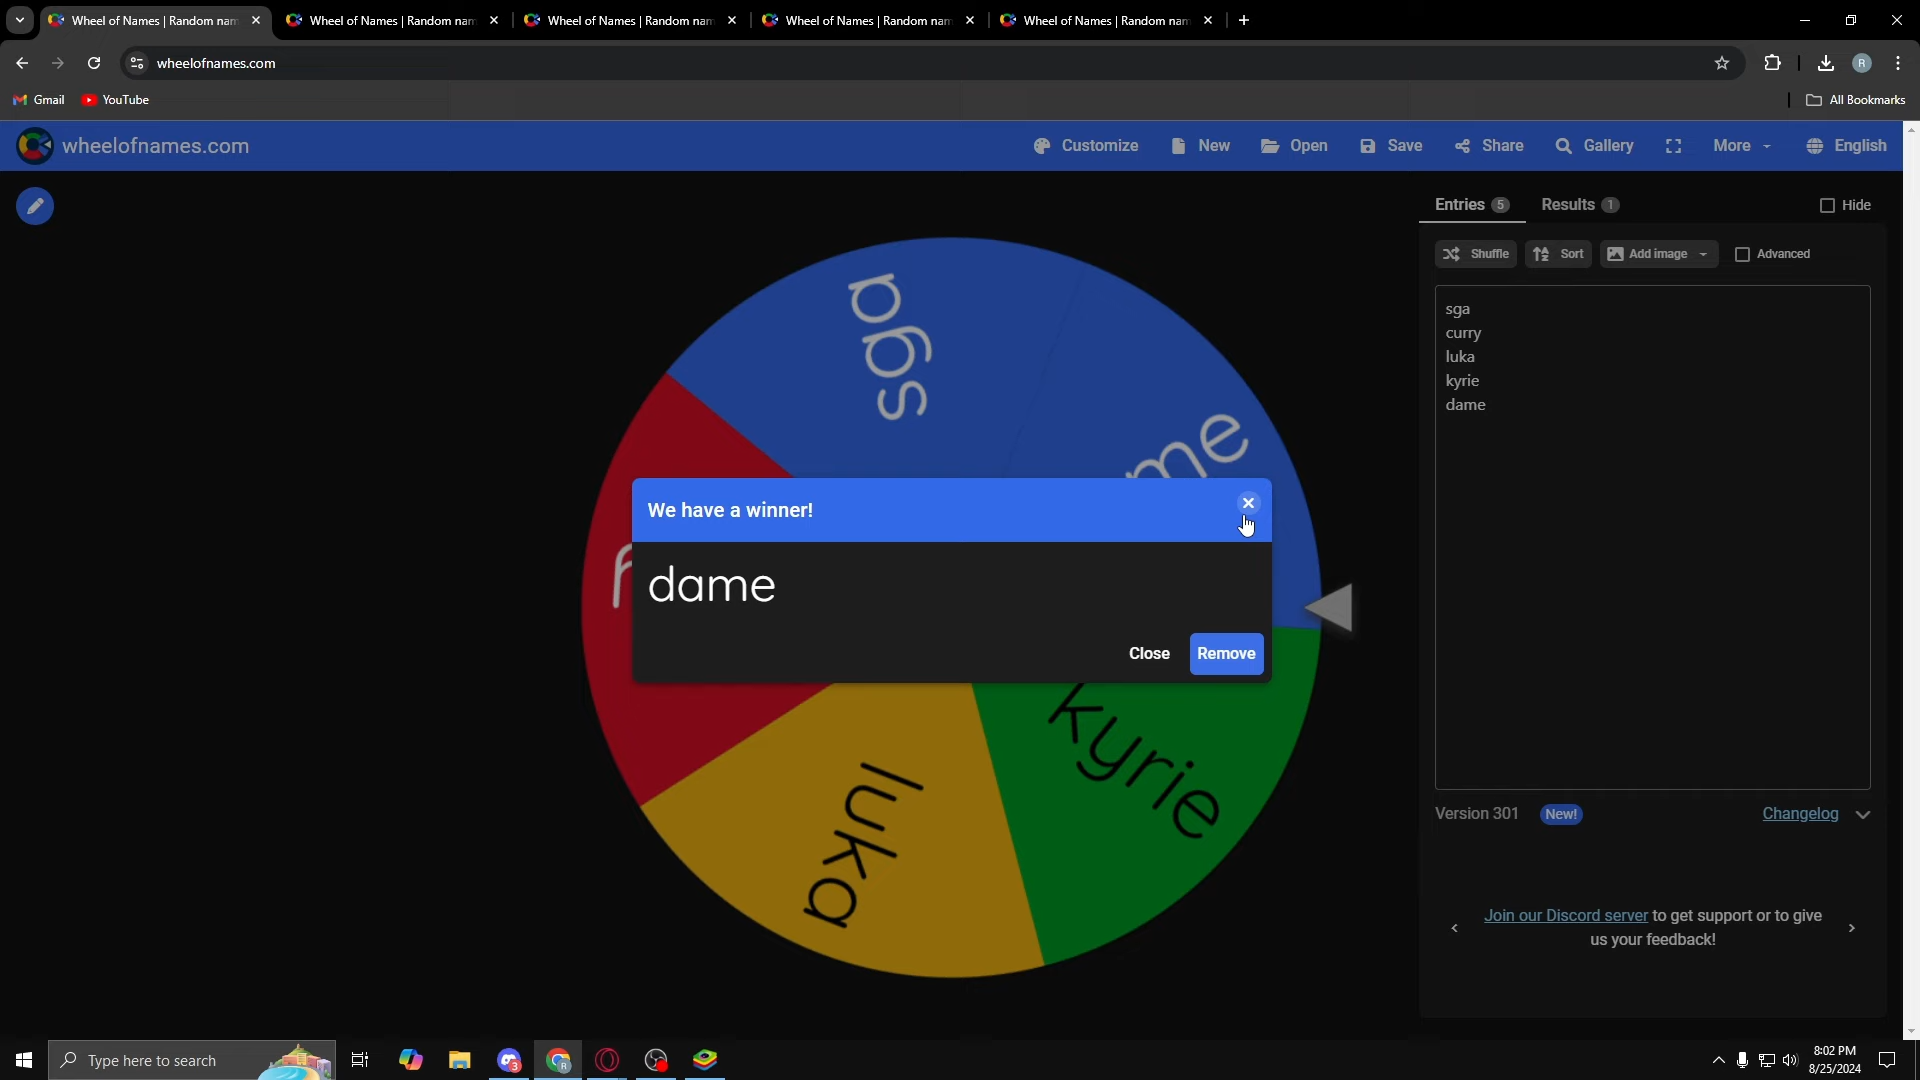 Wheel of Names | Random nam
Wheel of Names | Random nam
Wheel of Names | Random nam
Wheel of Names | Random nam
Wheel of Names | Random nam
wheelofnames.com
R
Gmail
YouTube
All Bookmarks
wheelofnames.com
Customize
New
Open
Save
Share
Gallery
More
English
Entries 5
Results 1
Hide
Shuffle
Sort
Add image
Advanced
sga
curry
luka
kyrie
dame
sga
me
kyrie
luka
We have a winner!
dame
Close
Remove
Version 301
New!
Changelog
Join our Discord server to get support or to give
us your feedback!
Type here to search
3
R
8:02 PM
8/25/2024